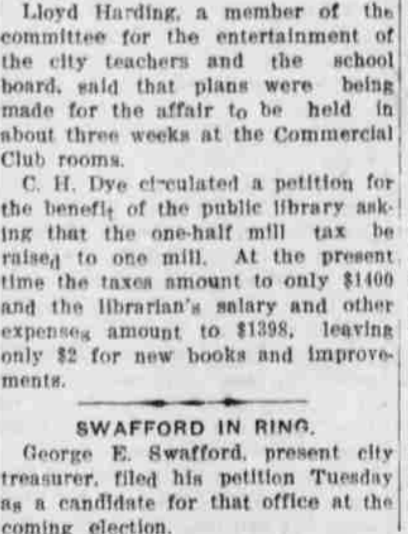 Lloyd Harding, a member of the
committee for the entertainment of
the city teachers and the school
board, said that plans were being
made for the affair to be held in
about three weeks at the Commercial
Club rooms.
C. H. Dye circulated a petition for
the benefit of the public library ask-
ing that the one-half mill tax be
raised to one mill. At the present
time the taxes amount to only $1400
and the librarian's salary and other
expenses amount to $1398, leaving
only $2 for new books and improve-
ments.
SWAFFORD IN RING.
George E. Swafford, present city
treasurer, filed his petition Tuesday
as a candidate for that office at the
coming election.